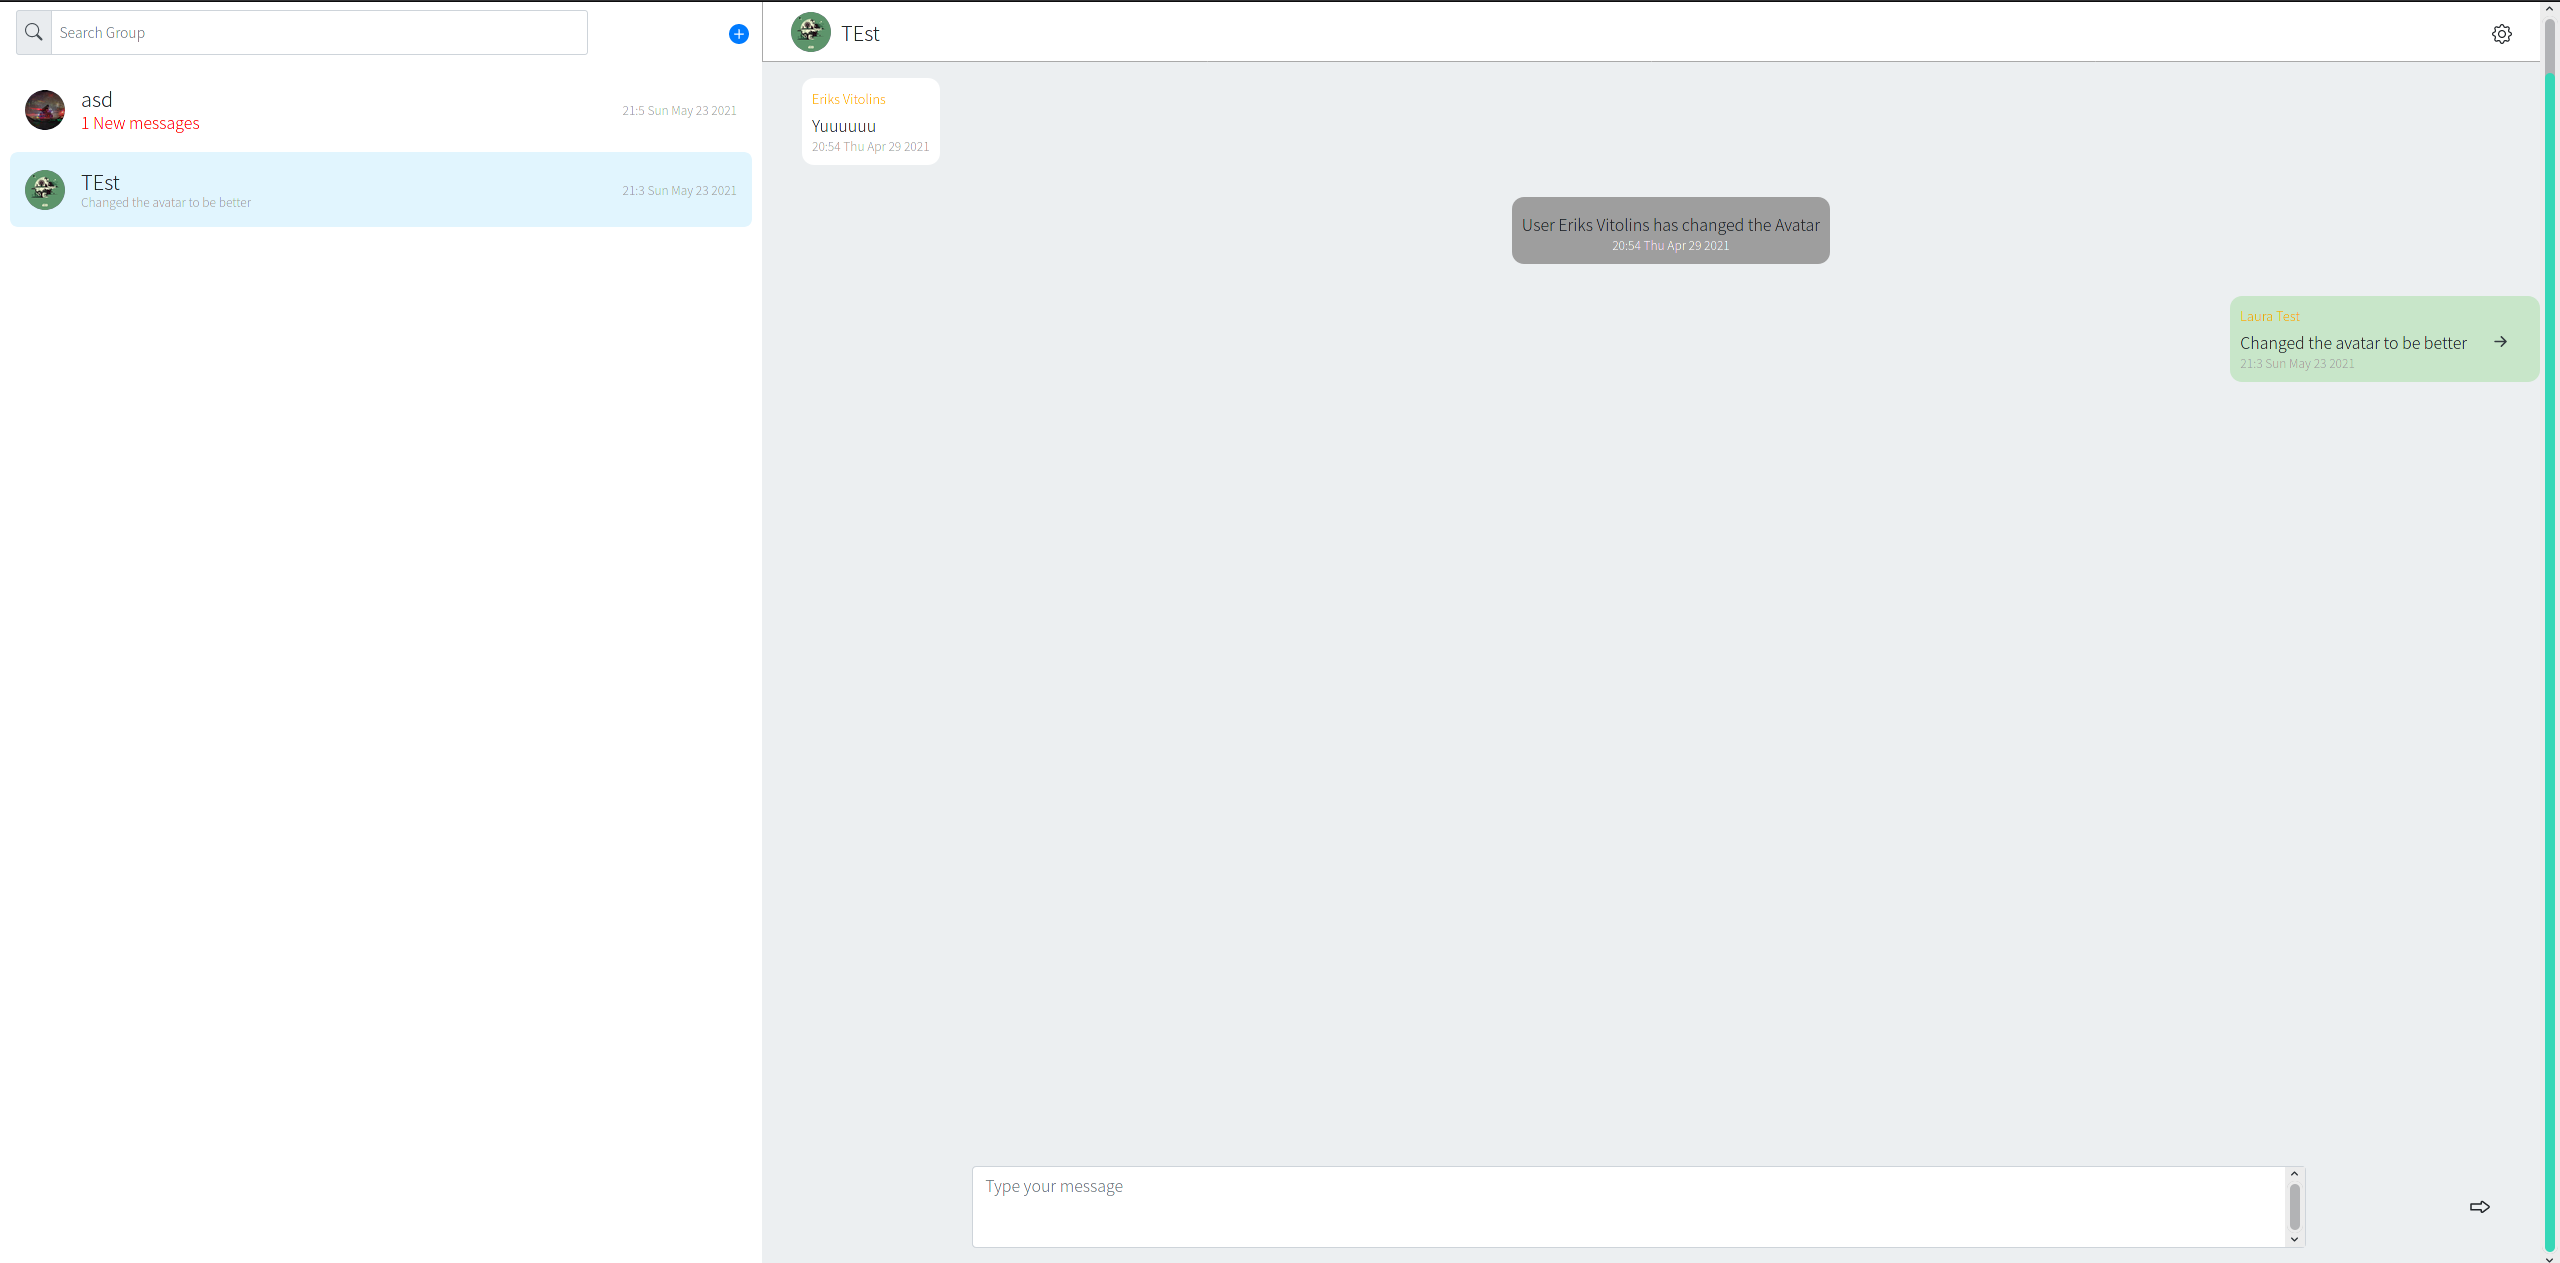 Search Group
asd
1 New messages
21:5 Sun May 23 2021
TEst
Changed the avatar to be better
21:3 Sun May 23 2021
TEst
Eriks Vitolins
Yuuuuuu
20:54 Thu Apr 29 2021
User Eriks Vitolins has changed the Avatar
20:54 Thu Apr 29 2021
Laura Test
Changed the avatar to be better
21:3 Sun May 23 2021
Type your message